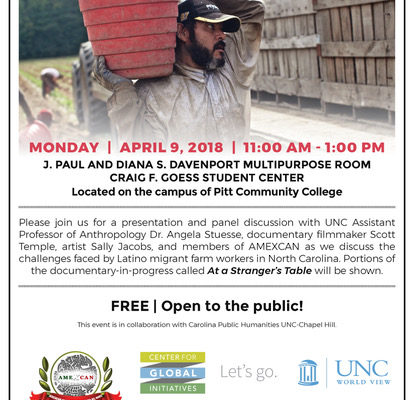 MONDAY | APRIL 9, 2018 | 11:00 AM - 1:00 PM
J. PAUL AND DIANA S. DAVENPORT MULTIPURPOSE ROOM
CRAIG F. GOESS STUDENT CENTER
Located on the campus of Pitt Community College
Please join us for a presentation and panel discussion with UNC Assistant
Professor of Anthropology Dr. Angela Stuesse, documentary filmmaker Scott
Temple, artist Sally Jacobs, and members of AMEXCAN as we discuss the
challenges faced by Latino migrant farm workers in North Carolina. Portions of
the documentary-in-progress called At a Stranger's Table will be shown.
FREE | Open to the public!
This event is in collaboration with Carolina Public Humanities UNC-Chapel Hill.
AMEXCAN
CENTER FOR
GLOBAL
INITIATIVES
Let's go.
UNC
WORLD VIEW